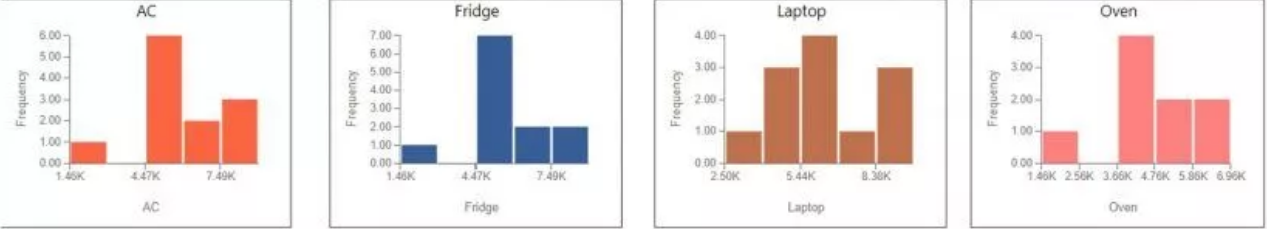 AC
6.00
5.00
4.00
3.00
2.00
1.00
0.00
Frequency
1.46K 4.47K 7.49K
AC
Fridge
7.00
6.00
5.00
4.00
3.00
2.00
1.00
0.00
Frequency
1.46K 4.47K 7.49K
Fridge
Laptop
4.00
3.00
2.00
1.00
0.00
Frequency
2.50K 5.44K 8.38K
Laptop
Oven
4.00
3.00
2.00
1.00
0.00
Frequency
1.46K 2.56K 3.66K 4.76K 5.86K 6.96K
Oven